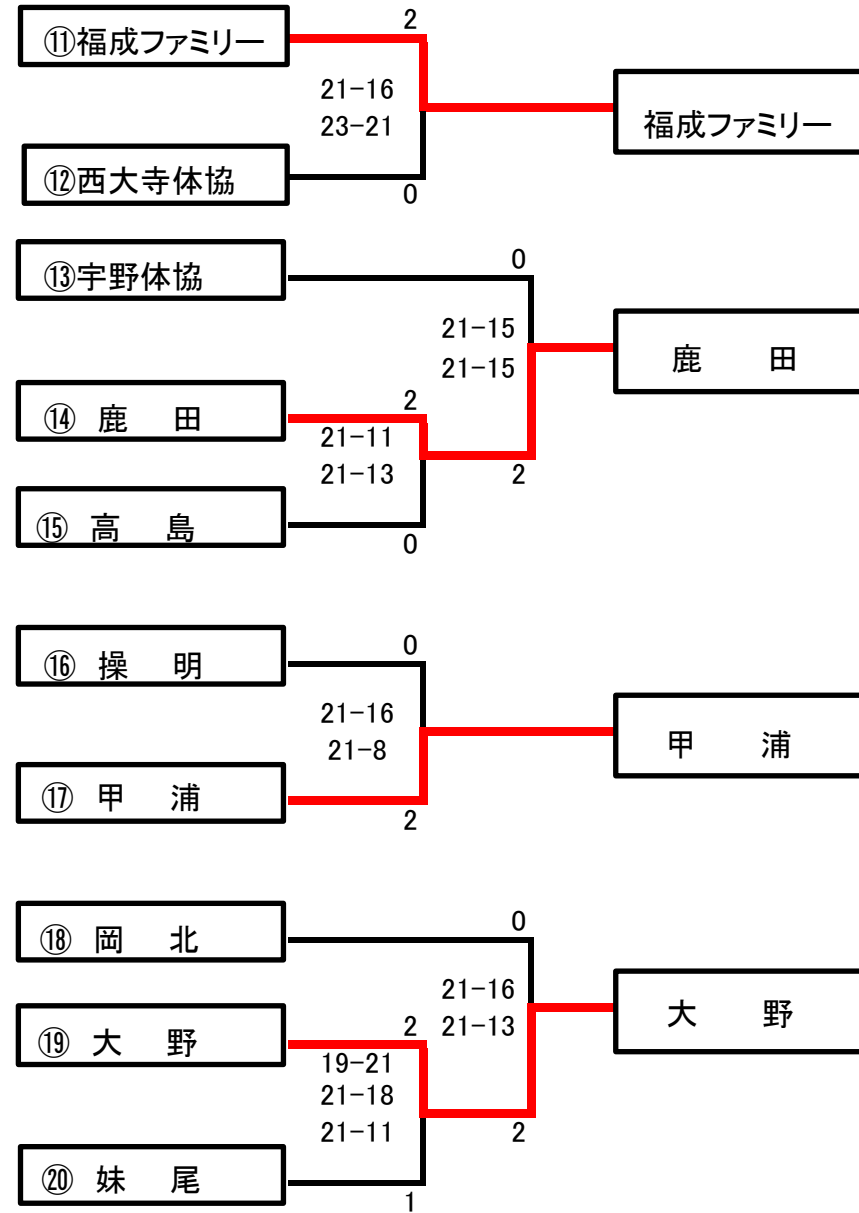 ⑪福成ファミリー
2
21-16
23-21
福成ファミリー
⑫西大寺体協
0
⑬宇野体協
0
21-15
21-15
鹿　田
⑭ 鹿　田
2
21-11
21-13
2
⑮ 高　島
0
⑯ 操　明
0
21-16
21-8
甲　浦
⑰ 甲　浦
2
⑱ 岡　北
0
21-16
21-13
大　野
⑲ 大　野
2
19-21
21-18
21-11
2
⑳ 妹　尾
1